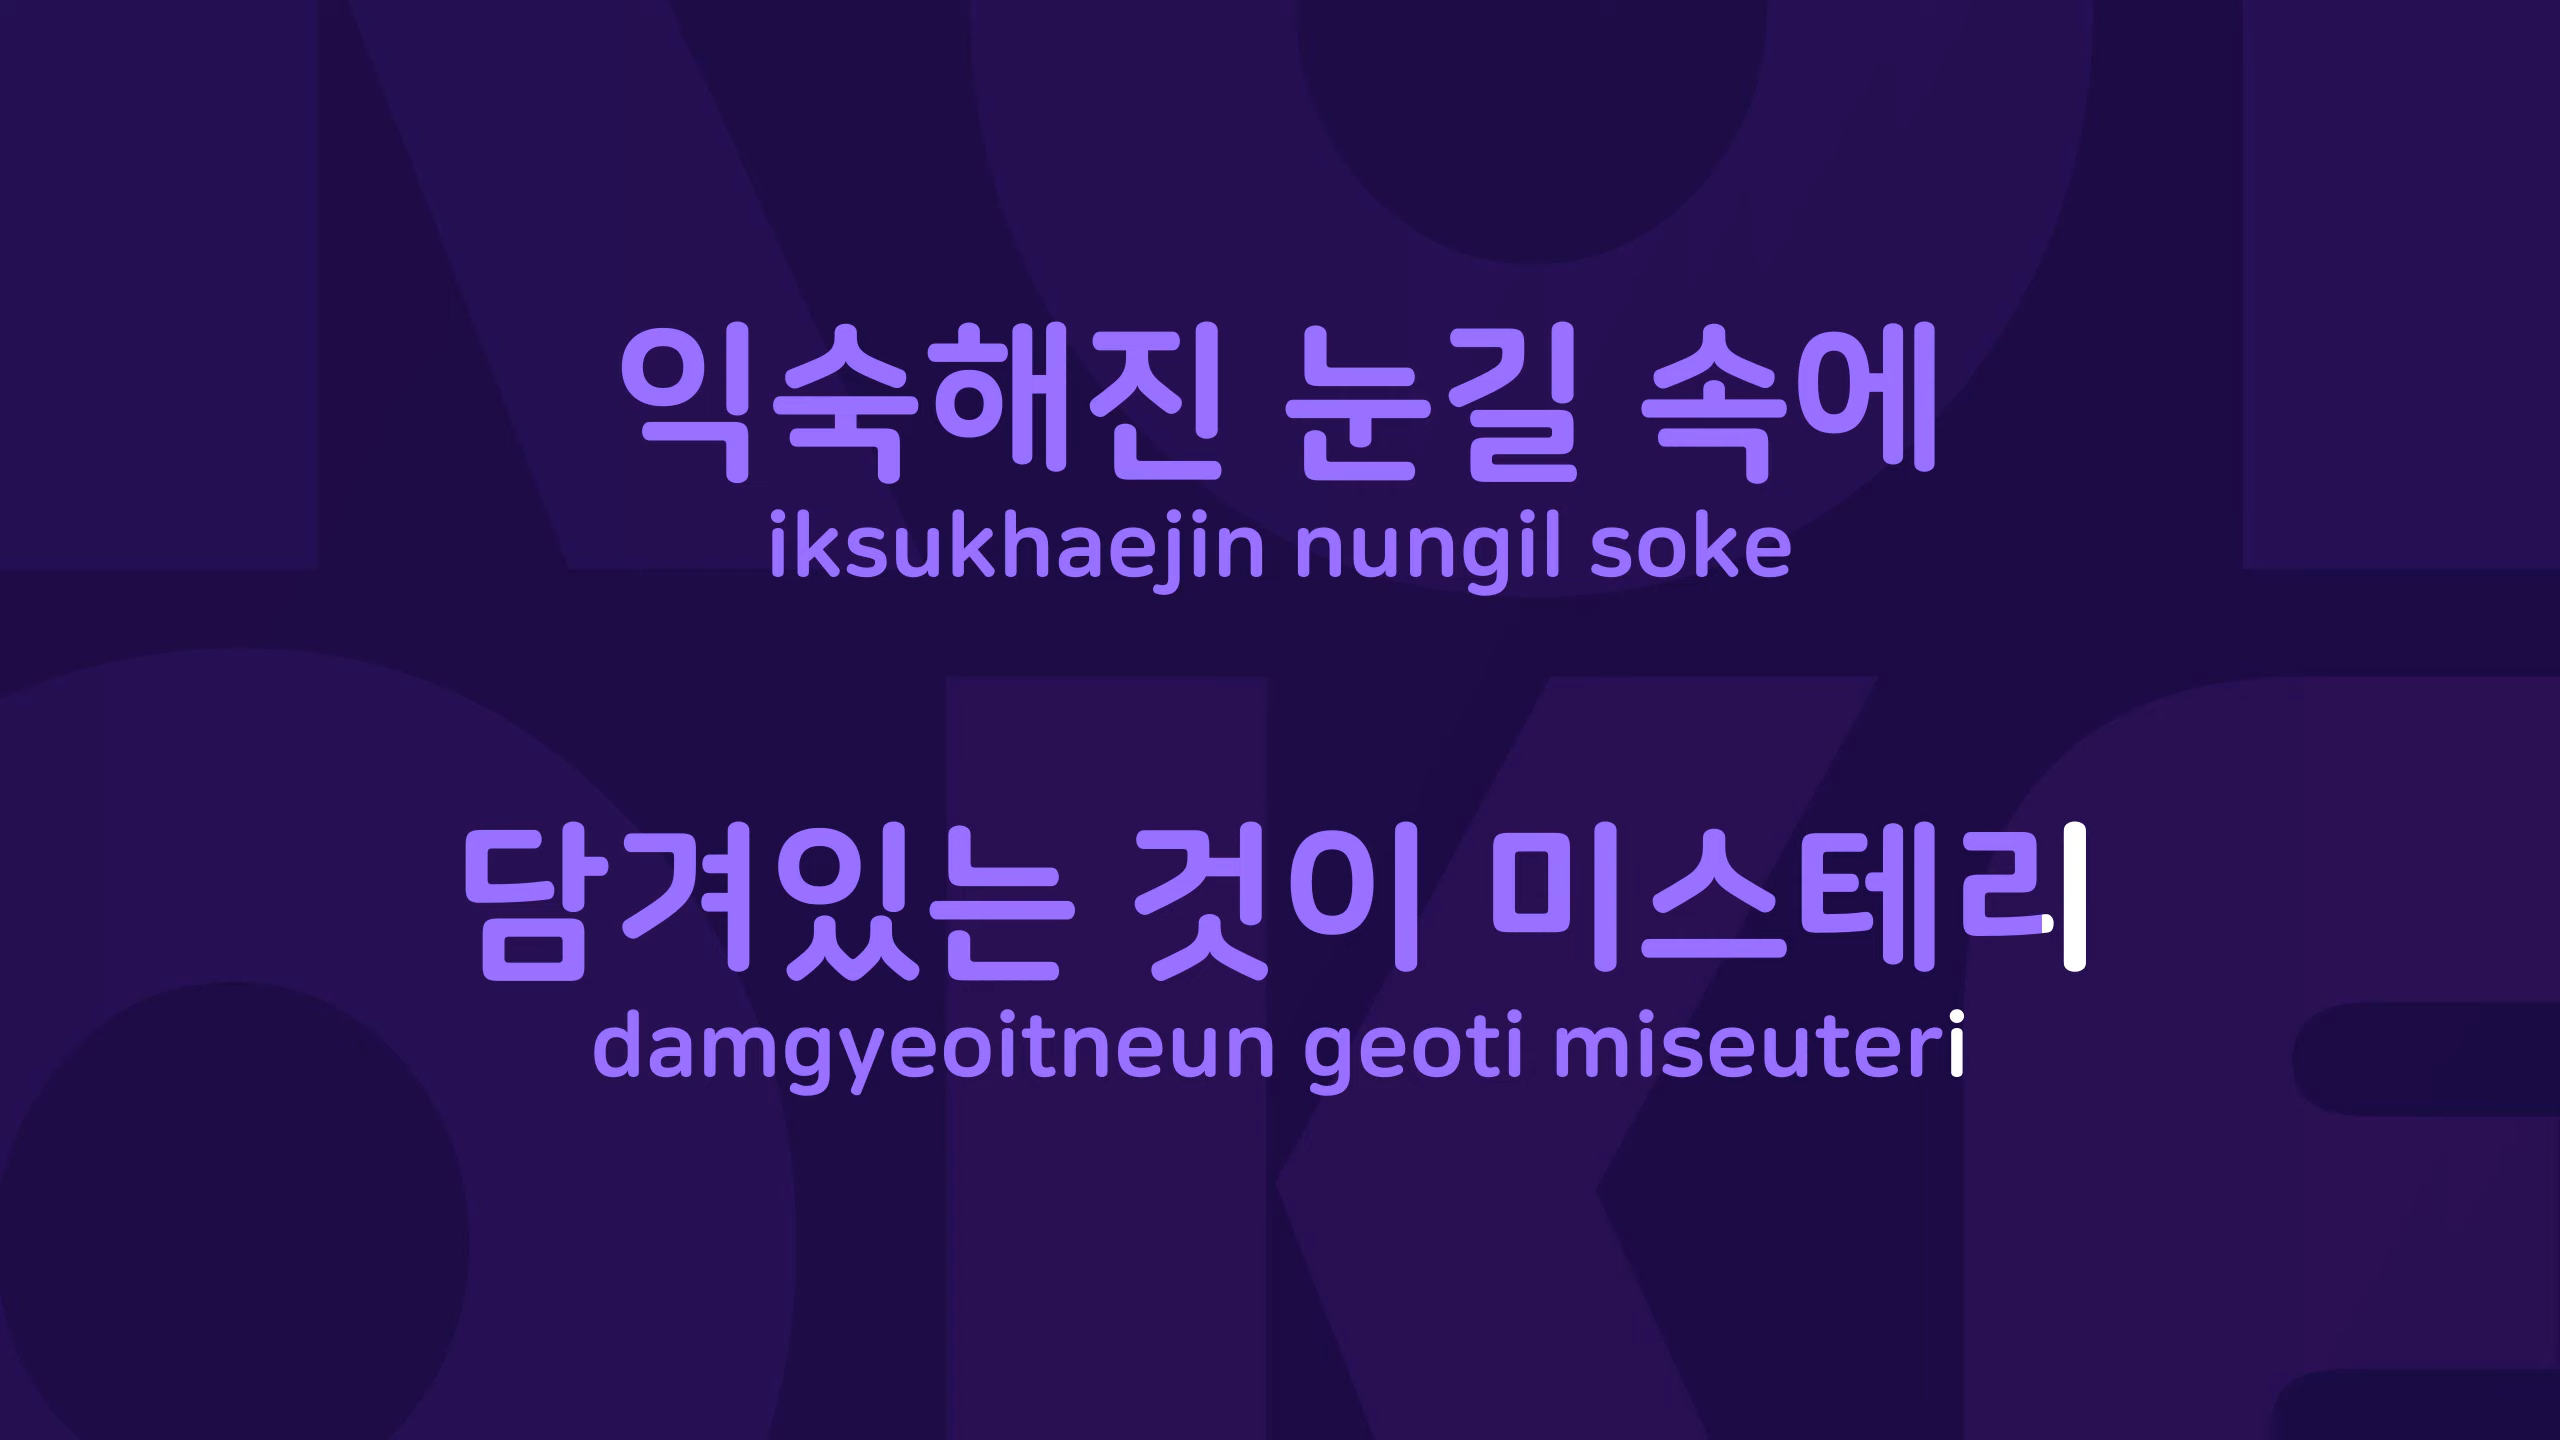 익숙해진 눈길 속에
iksukhaejin nungil soke
담겨있는 것이 미스테리
damgyeoitneun geoti miseuteri